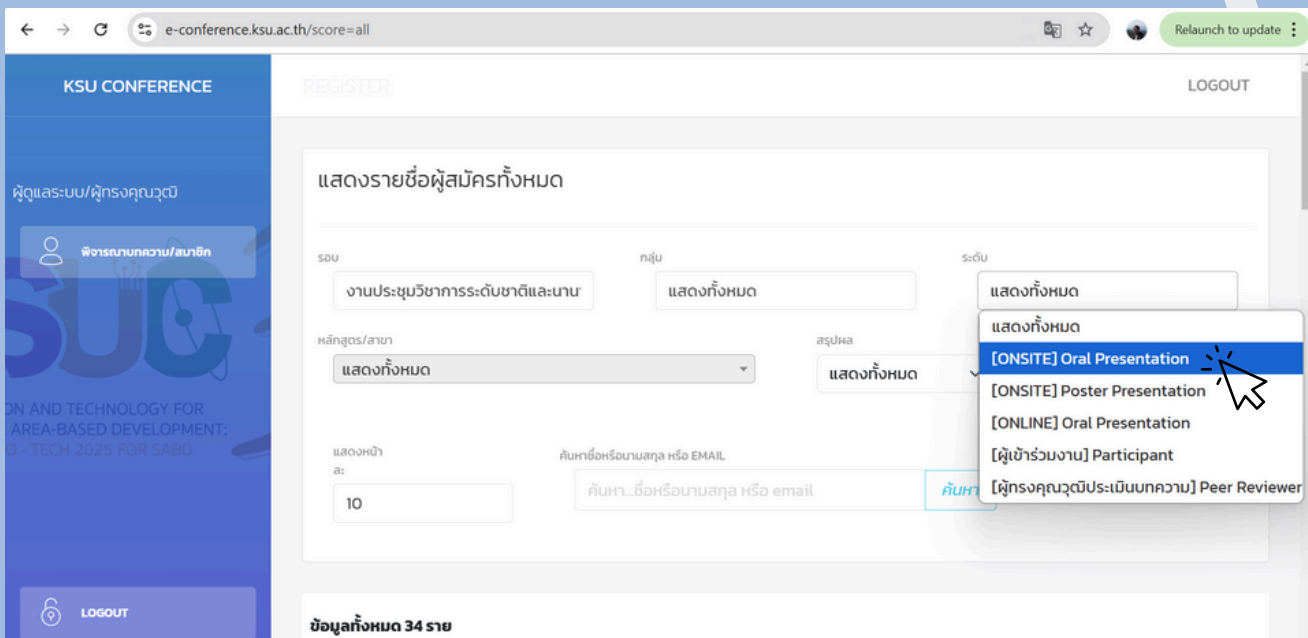 e-conference.ksu.ac.th/score=all
Relaunch to update
KSU CONFERENCE
REGISTER
LOGOUT
ผู้ดูแลระบบ/ผู้ทรงคุณวุฒิ
พิจารณาบทความ/สมาชิก
SUC
ON AND TECHNOLOGY FOR
AREA-BASED DEVELOPMENT:
O - TECH 2025 FOR SABD
LOGOUT
แสดงรายชื่อผู้สมัครทั้งหมด
รอบ
กลุ่ม
ระดับ
งานประชุมวิชาการระดับชาติและนานา
แสดงทั้งหมด
แสดงทั้งหมด
หลักสูตร/สาขา
สรุปผล
แสดงทั้งหมด
แสดงทั้งหมด
แสดงทั้งหมด
[ONSITE] Oral Presentation
[ONSITE] Poster Presentation
[ONLINE] Oral Presentation
[ผู้เข้าร่วมงาน] Participant
[ผู้ทรงคุณวุฒิประเมินบทความ] Peer Reviewer
แสดงหน้า
ละ:
10
ค้นหาชื่อหรือนามสกุล หรือ EMAIL
ค้นหา...ชื่อหรือนามสกุล หรือ email
ค้นหา
ข้อมูลทั้งหมด 34 ราย